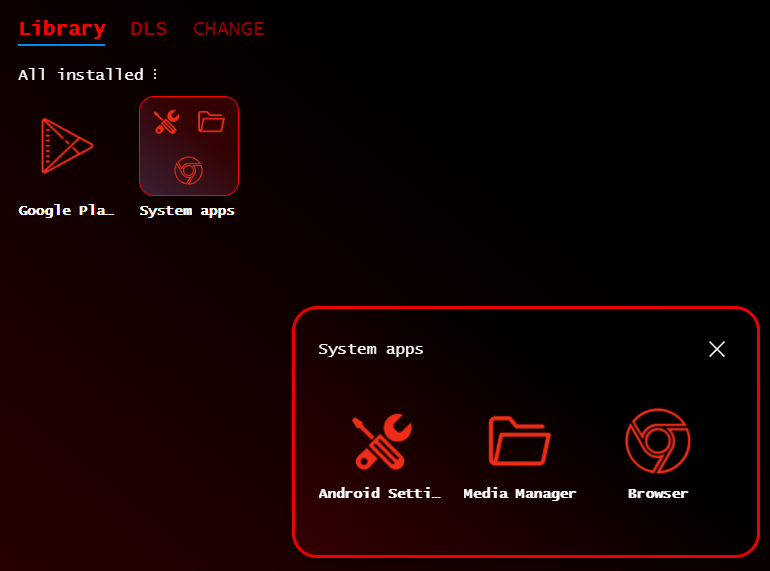 Library DLS CHANGE
All installed
Google Pla…
System apps
System apps
Android Setti…
Media Manager
Browser